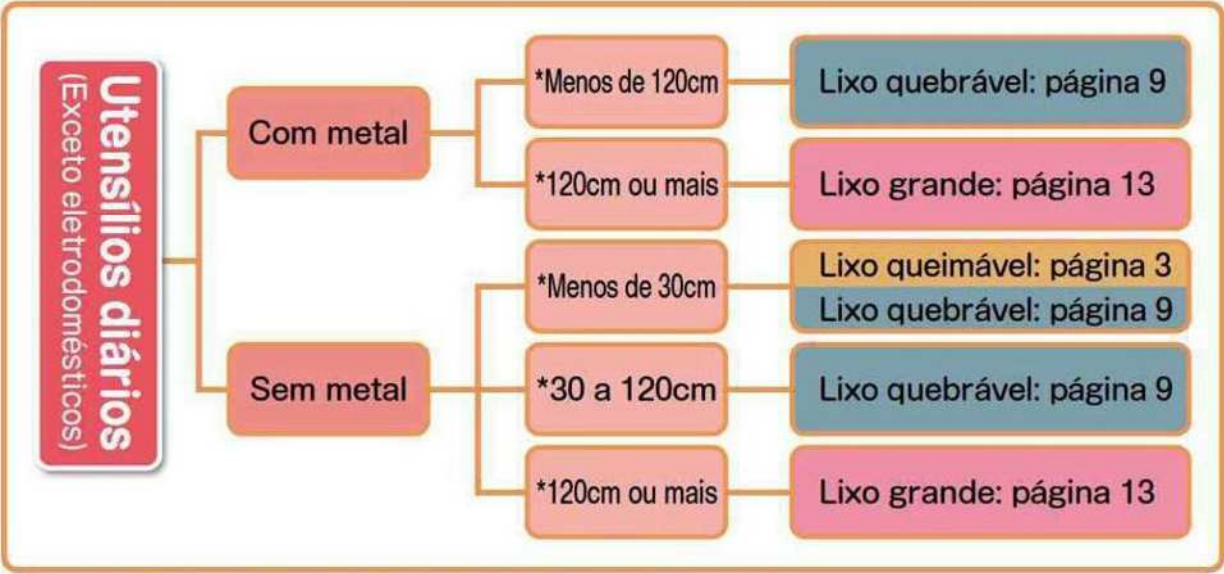 Utensílios diários
(Exceto eletrodomésticos)
Com metal
*Menos de 120cm
Lixo quebrável: página 9
*120cm ou mais
Lixo grande: página 13
Sem metal
*Menos de 30cm
Lixo queimável: página 3
Lixo quebrável: página 9
*30 a 120cm
Lixo quebrável: página 9
*120cm ou mais
Lixo grande: página 13